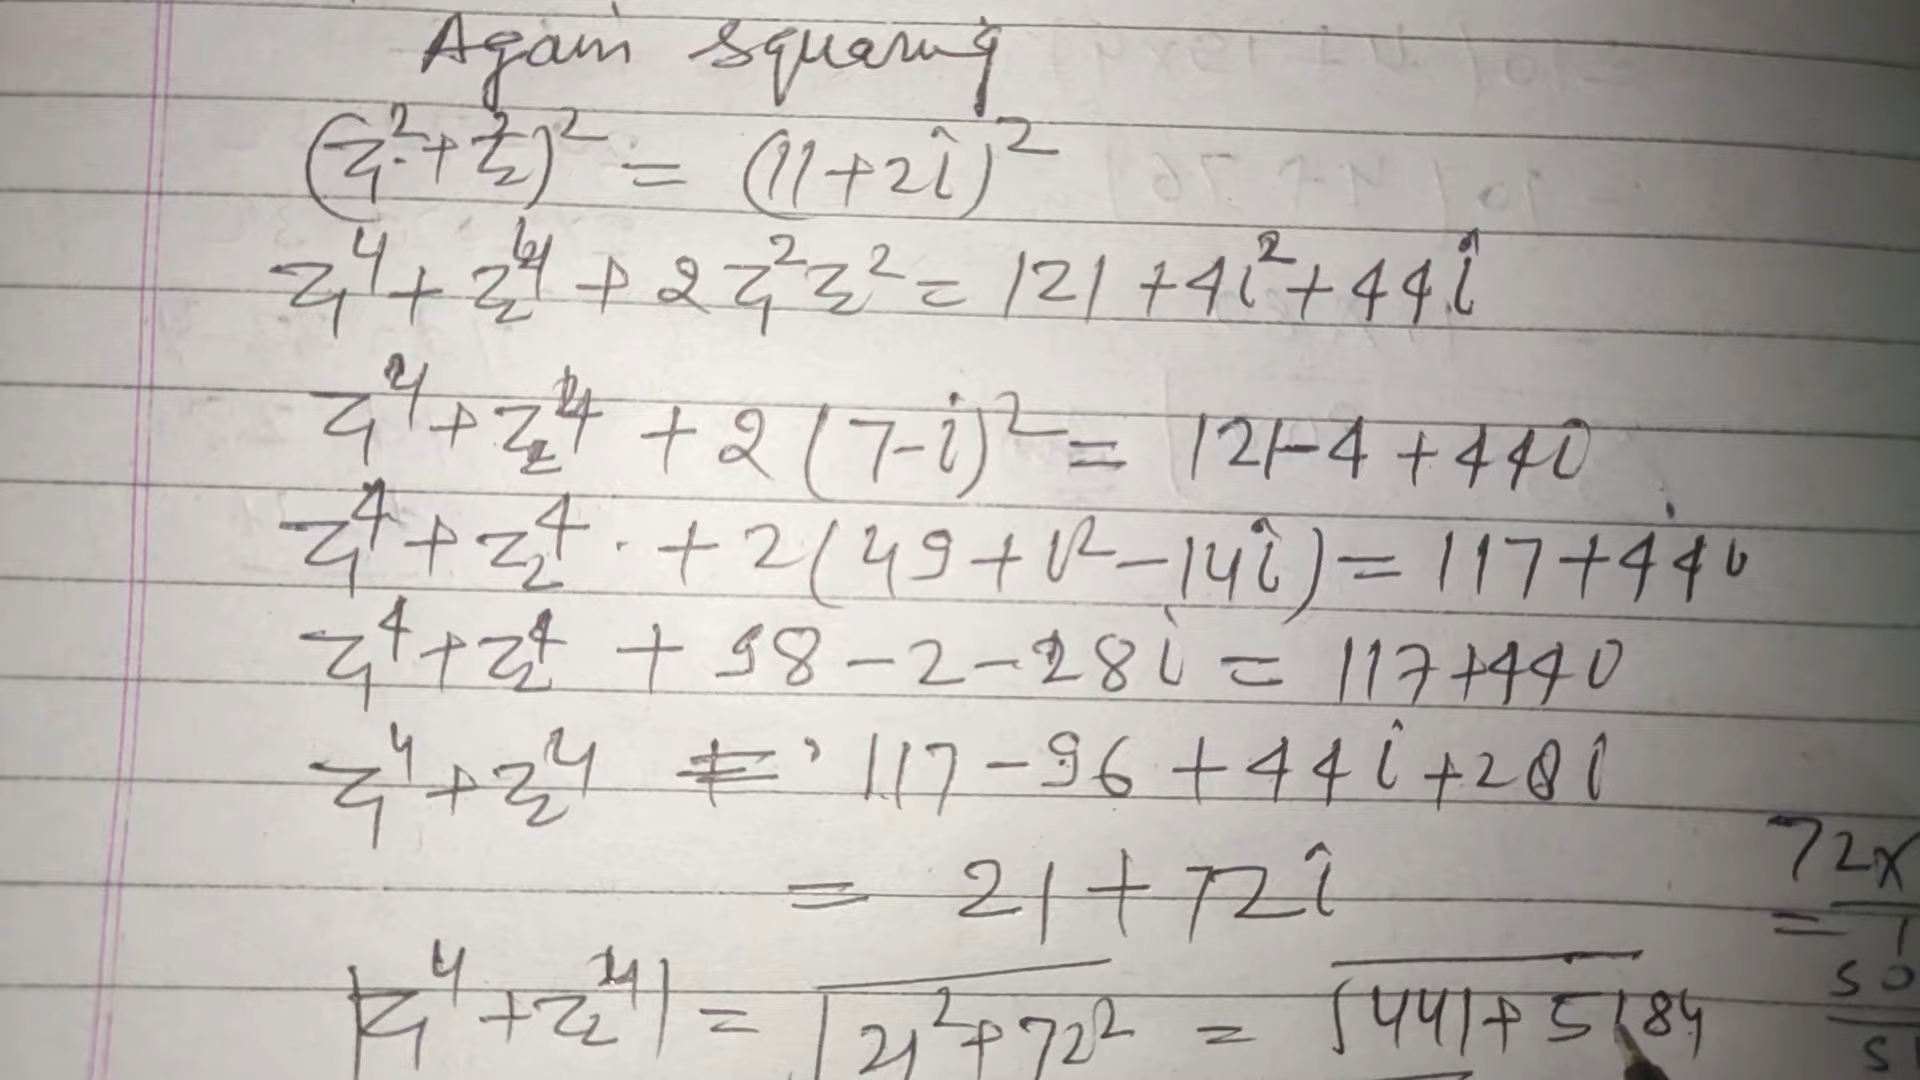 Again squaring
(z₁² + z₂²)² = (11+2i)²
z₁⁴ + z₂⁴ + 2z₁²z₂² = 121 + 4i² + 44i
z₁⁴ + z₂⁴ + 2(7-i)² = 121-4+44i
z₁⁴ + z₂⁴ + 2(49+i²-14i) = 117+44i
z₁⁴ + z₂⁴ + 98-2-28i = 117+44i
z₁⁴ + z₂⁴ = 117-96+44i+28i
= 21+72i
|z₁⁴ + z₂⁴| = √21²+72² = √441+5184
72x